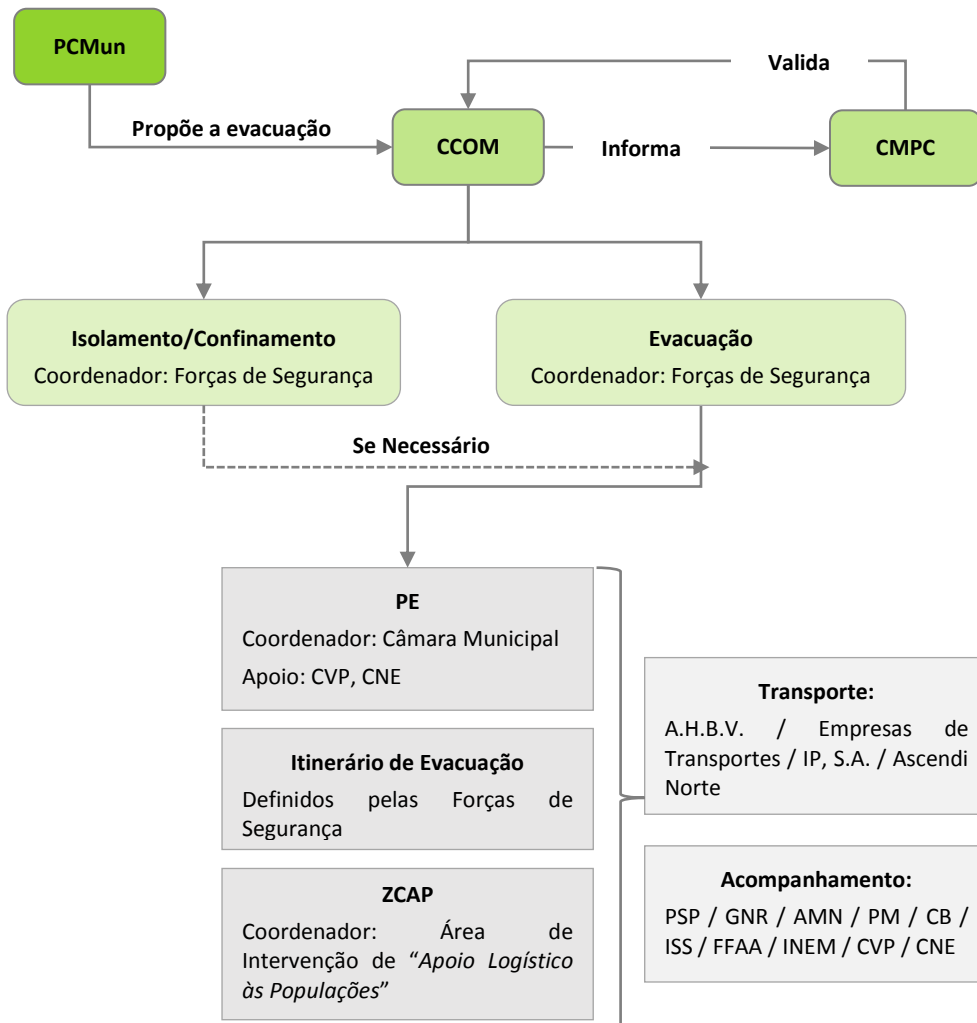 PCMun
Valida
Propõe a evacuação
CCOM
Informa
CMPC
Isolamento/Confinamento
Coordenador: Forças de Segurança
Evacuação
Coordenador: Forças de Segurança
Se Necessário
PE
Coordenador: Câmara Municipal
Apoio: CVP, CNE
Itinerário de Evacuação
Definidos pelas Forças de
Segurança
ZCAP
Coordenador: Área de
Intervenção de “Apoio Logístico
às Populações”
Transporte:
A.H.B.V. / Empresas de
Transportes / IP, S.A. / Ascendi
Norte
Acompanhamento:
PSP / GNR / AMN / PM / CB /
ISS / FFAA / INEM / CVP / CNE